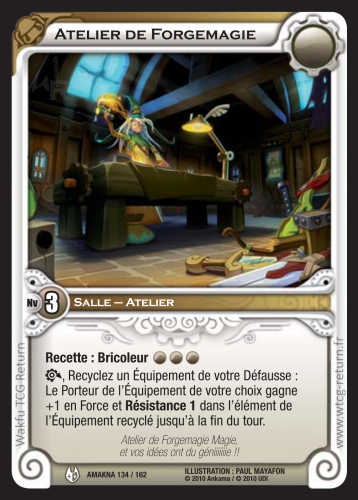 Atelier de Forgemagie
Nv 3 Salle – Atelier
Recette : Bricoleur
, Recyclez un Équipement de votre Défausse :
Le Porteur de l'Équipement de votre choix gagne
+1 en Force et Résistance 1 dans l'élément de
l'Équipement recyclé jusqu'à la fin du tour.
Atelier de Forgemagie Magie,
et vos idées ont du géniiiiiie !!
AMAKNA 134 / 162
ILLUSTRATION : PAUL MAYAFON
© 2010 Ankama / © 2010 UDI
Wakfu TCG Return
www.wtcg-return.fr